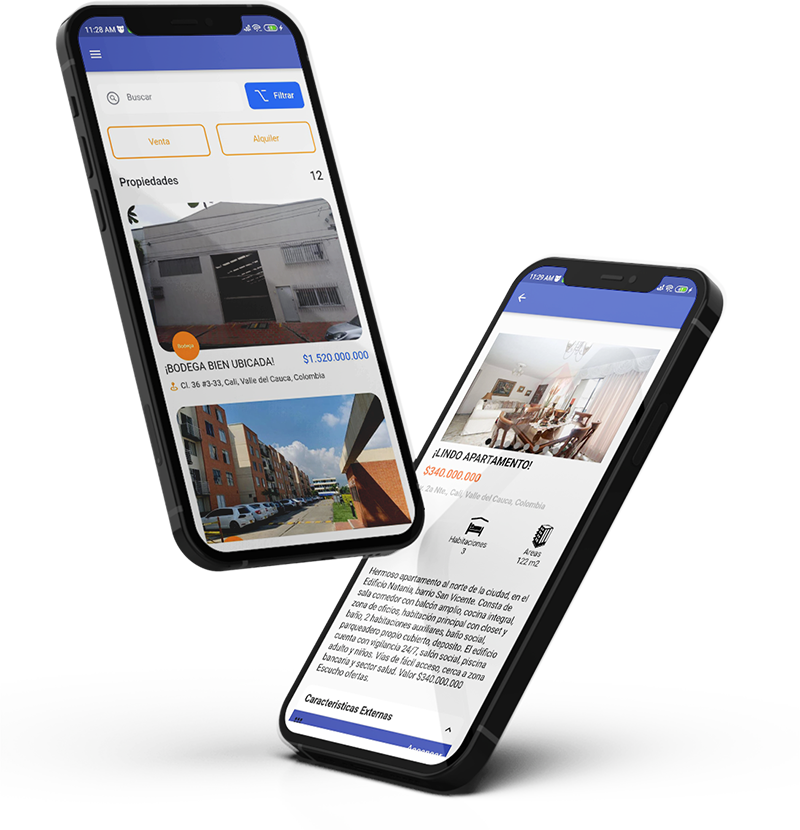 11:28 AM
Buscar
Filtrar
Venta
Alquiler
Propiedades
12
Bodega
¡BODEGA BIEN UBICADA!
$1.520.000.000
Cl. 36 #3-33, Cali, Valle del Cauca, Colombia
11:29 AM
¡LINDO APARTAMENTO!
$340.000.000
2a Nte., Cali, Valle del Cauca, Colombia
Habitaciones
3
Areas
122 m2
Hermoso apartamento al norte de la ciudad, en el
Edificio Natania, barrio San Vicente. Consta de
sala comedor con balcón amplio, cocina integral,
zona de oficios, habitación principal con closet y
baño, 2 habitaciones auxiliares, baño social,
parqueadero propio cubierto, deposito. El edificio
cuenta con vigilancia 24/7, salón social, piscina
adulto y niños. Vías de fácil acceso, cerca a zona
bancaria y sector salud. Valor $340.000.000
Escucho ofertas.
Características Externas